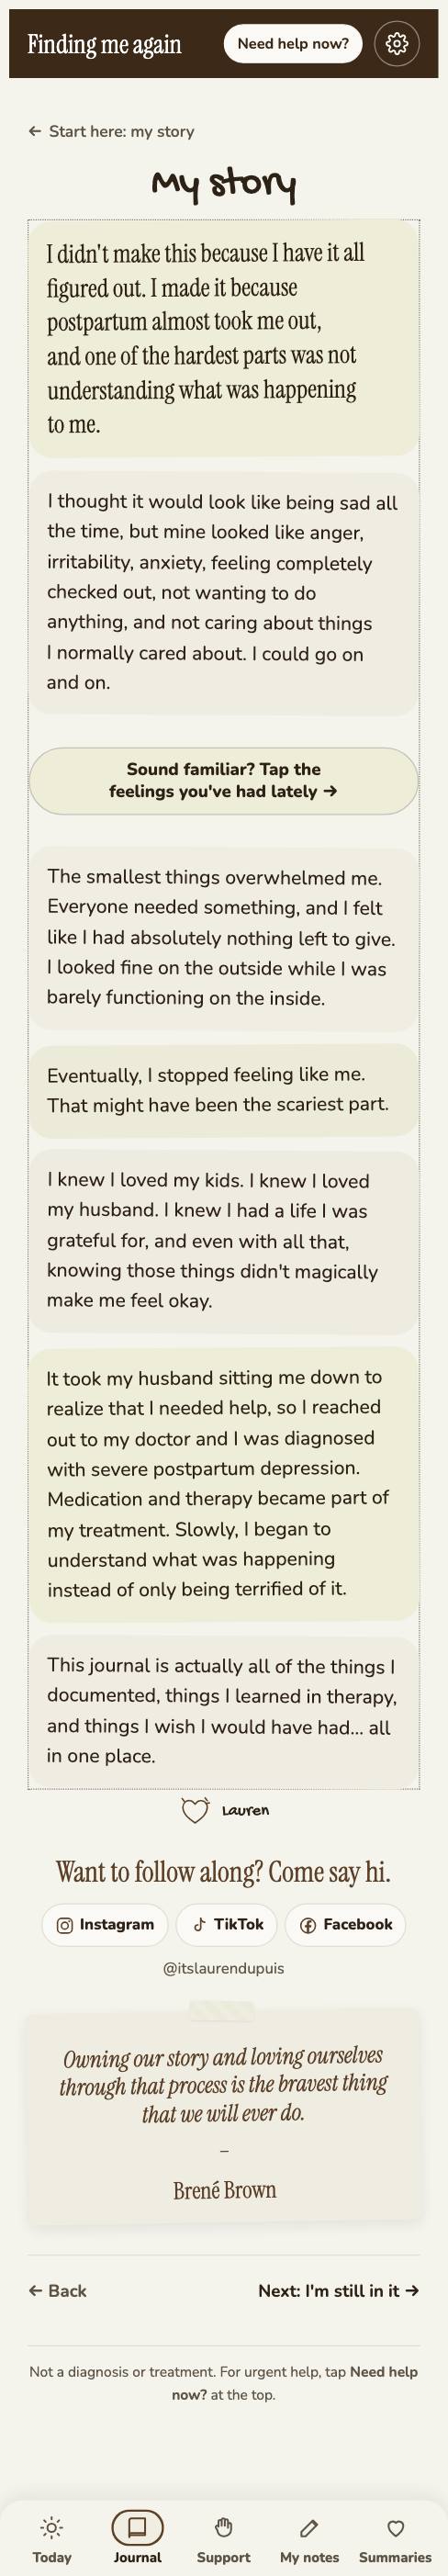 Finding me again
Need help now?
← Start here: my story
My story
I didn't make this because I have it all
figured out. I made it because
postpartum almost took me out,
and one of the hardest parts was not
understanding what was happening
to me.
I thought it would look like being sad all
the time, but mine looked like anger,
irritability, anxiety, feeling completely
checked out, not wanting to do
anything, and not caring about things
I normally cared about. I could go on
and on.
Sound familiar? Tap the
feelings you've had lately →
The smallest things overwhelmed me.
Everyone needed something, and I felt
like I had absolutely nothing left to give.
I looked fine on the outside while I was
barely functioning on the inside.
Eventually, I stopped feeling like me.
That might have been the scariest part.
I knew I loved my kids. I knew I loved
my husband. I knew I had a life I was
grateful for, and even with all that,
knowing those things didn't magically
make me feel okay.
It took my husband sitting me down to
realize that I needed help, so I reached
out to my doctor and I was diagnosed
with severe postpartum depression.
Medication and therapy became part of
my treatment. Slowly, I began to
understand what was happening
instead of only being terrified of it.
This journal is actually all of the things I
documented, things I learned in therapy,
and things I wish I would have had... all
in one place.
Lauren
Want to follow along? Come say hi.
Instagram TikTok Facebook
@itslaurendupuis
Owning our story and loving ourselves
through that process is the bravest thing
that we will ever do.
–
Brené Brown
← Back Next: I'm still in it →
Not a diagnosis or treatment. For urgent help, tap Need help
now? at the top.
Today Journal Support My notes Summaries